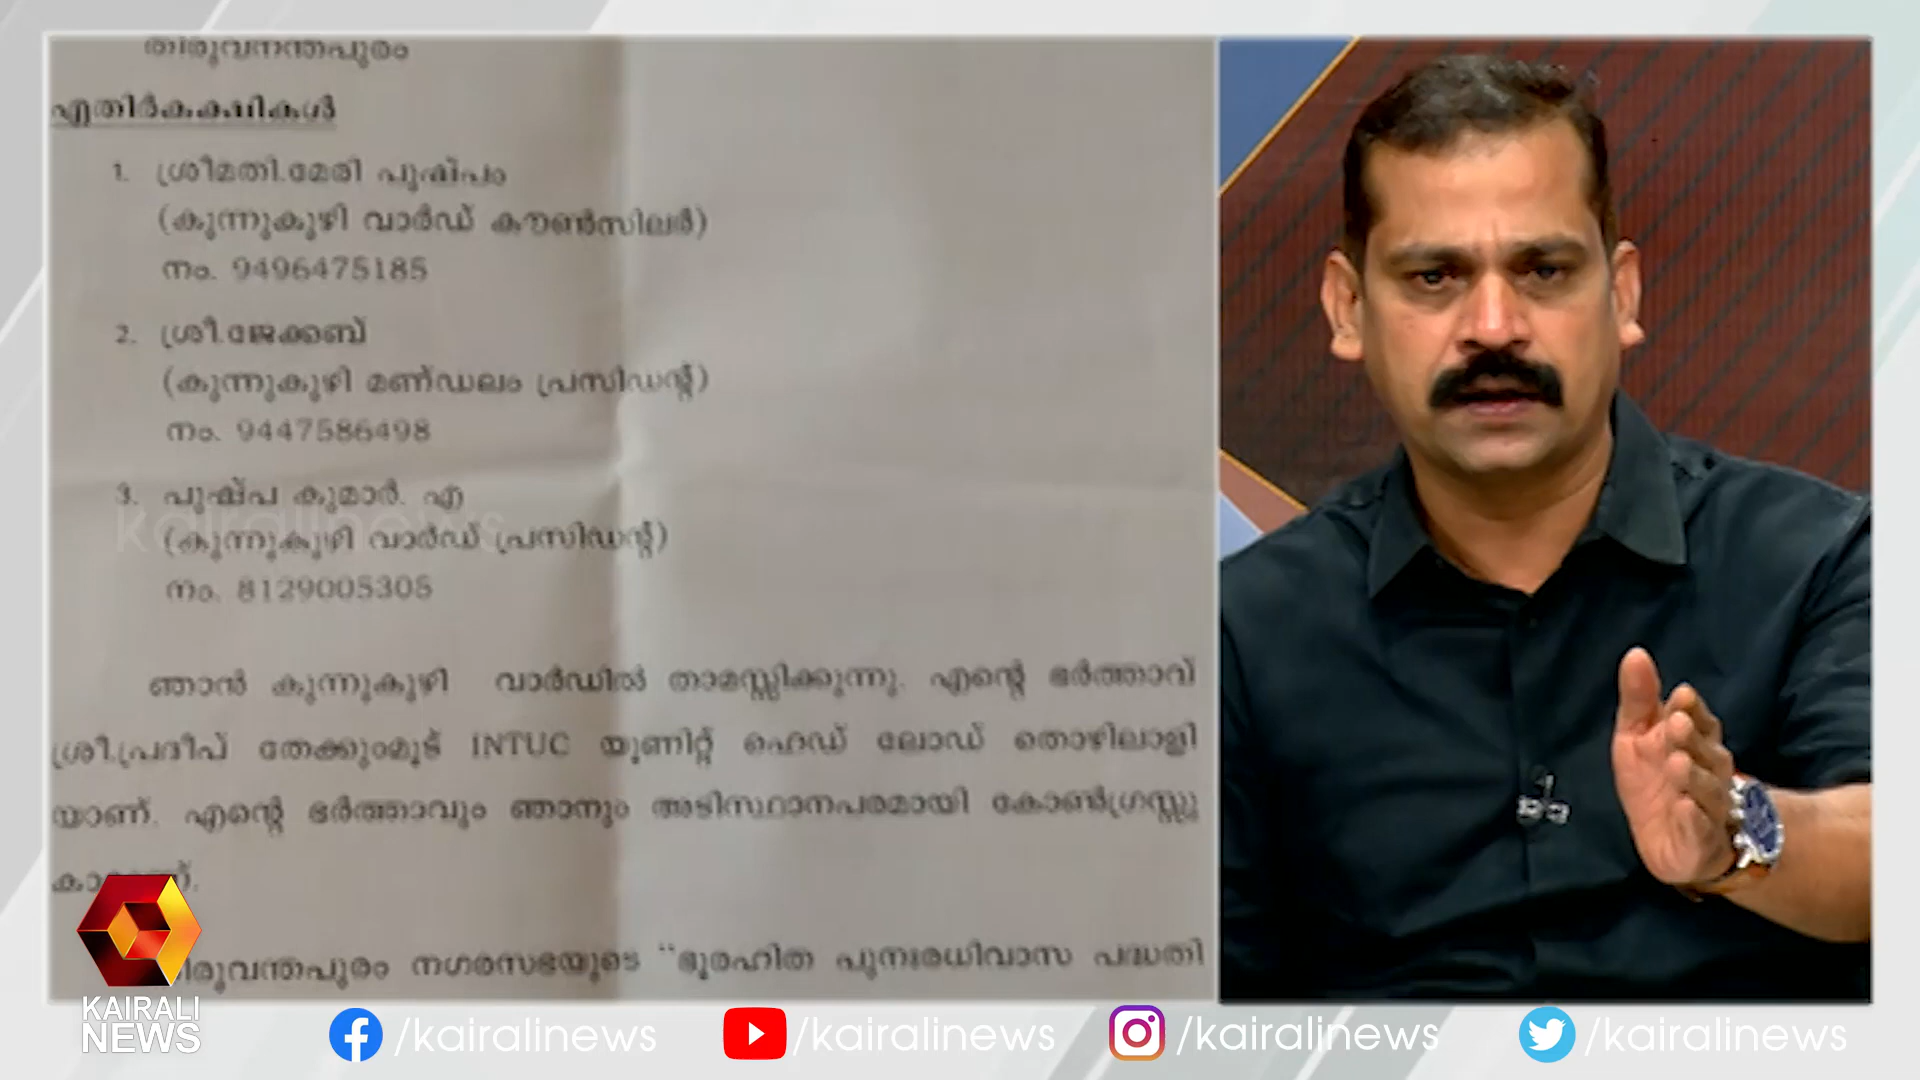 തിരുവനന്തപുരം
എതിർകക്ഷികൾ
1. ശ്രീമതി.മേരി പുഷ്പം
(കുന്നുകുഴി വാർഡ് കൗൺസിലർ)
നം. 9496475185
2. ശ്രീ.ജേക്കബ്
(കുന്നുകുഴി മണ്ഡലം പ്രസിഡന്റ്)
നം. 9447586498
3. പുഷ്പ കുമാർ. എ
kairalinews
(കുന്നുകുഴി വാർഡ് പ്രസിഡന്റ്)
നം. 8129005305
ഞാൻ കുന്നുകുഴി വാർഡിൽ താമസ്സിക്കുന്നു. എന്റെ ഭർത്താവ്
ശ്രീ.പ്രദീപ് തേക്കുംമൂട് INTUC യൂണിറ്റ് ഹെഡ് ലോഡ് തൊഴിലാളി
യാണ്. എന്റെ ഭർത്താവും ഞാനും അടിസ്ഥാനപരമായി കോൺഗ്രസ്സു
നഗരസഭയുടെ "ഭൂരഹിത പുനരധിവാസ പദ്ധതി
KAIRALI
NEWS
/kairalinews
/kairalinews
/kairalinews
/kairalinews